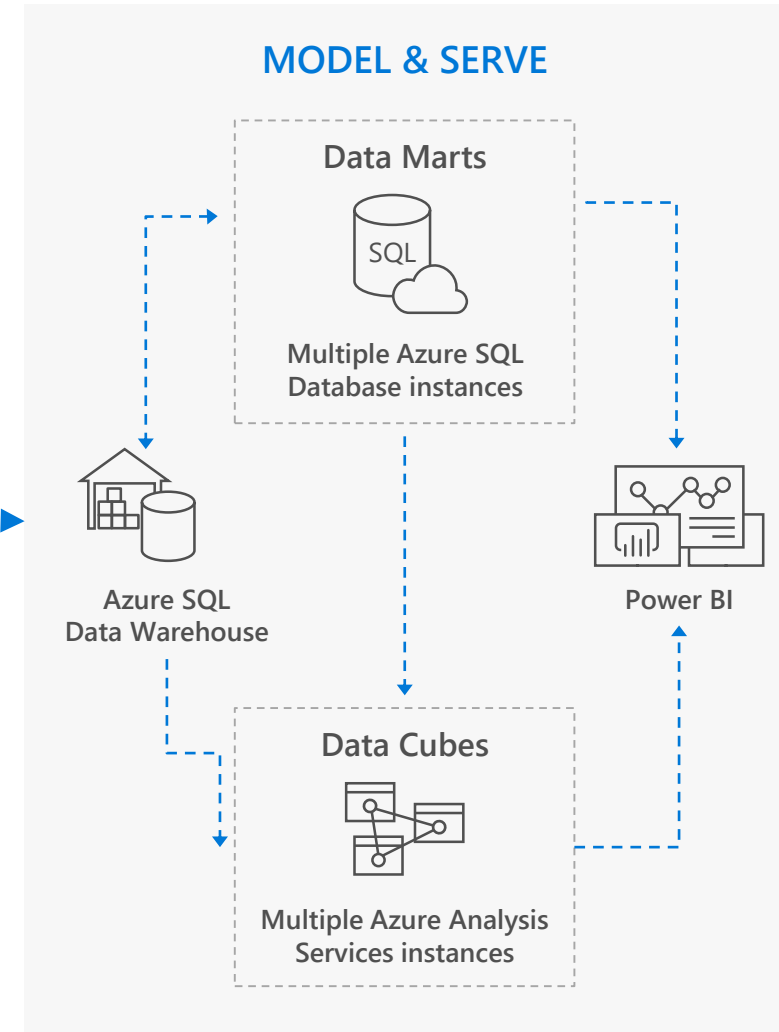 MODEL & SERVE
Data Marts
SQL
Multiple Azure SQL
Database instances
Azure SQL
Data Warehouse
Power BI
Data Cubes
Multiple Azure Analysis
Services instances